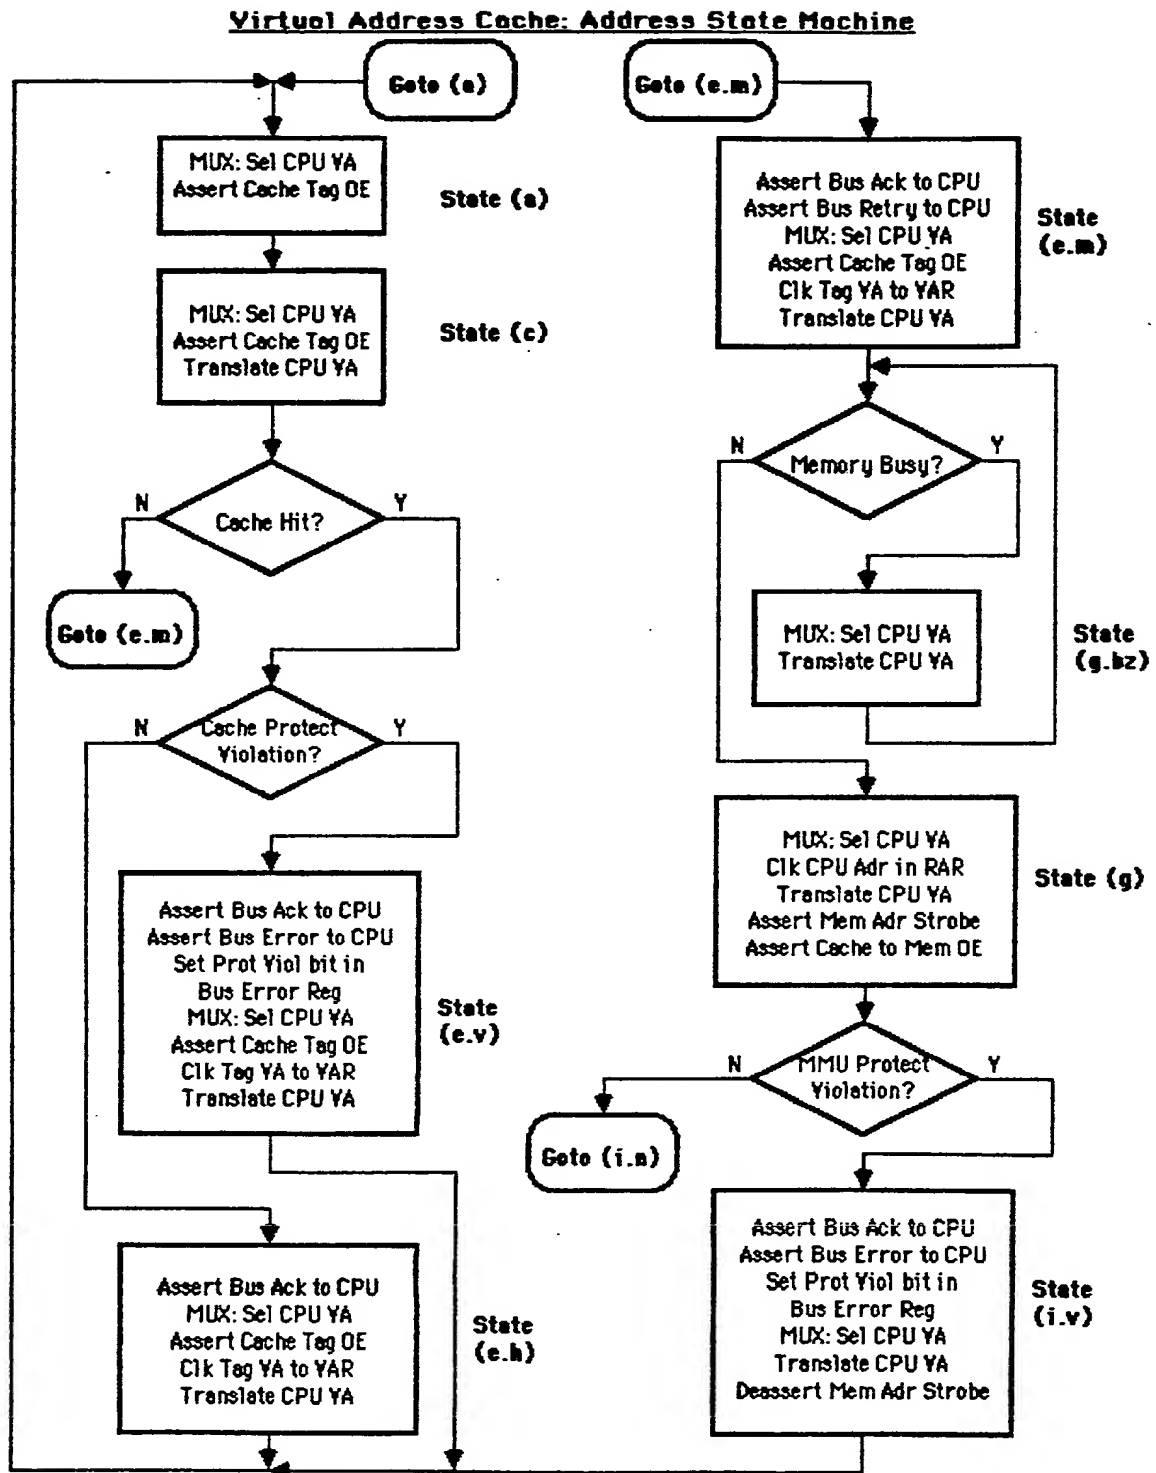 Virtual Address Cache: Address State Machine
Goto (a)
MUX: Sel CPU VA
Assert Cache Tag OE
State (a)
MUX: Sel CPU VA
Assert Cache Tag OE
Translate CPU VA
State (c)
Cache Hit?
N
Y
Goto (e.m)
Cache Protect
Violation?
N
Y
Assert Bus Ack to CPU
Assert Bus Error to CPU
Set Prot Viol bit in
Bus Error Reg
MUX: Sel CPU VA
Assert Cache Tag OE
Clk Tag VA to VAR
Translate CPU VA
State
(e.v)
Assert Bus Ack to CPU
MUX: Sel CPU VA
Assert Cache Tag OE
Clk Tag VA to VAR
Translate CPU VA
State
(e.h)
Goto (e.m)
Assert Bus Ack to CPU
Assert Bus Retry to CPU
MUX: Sel CPU VA
Assert Cache Tag OE
Clk Tag VA to VAR
Translate CPU VA
State
(e.m)
N
Memory Busy?
Y
MUX: Sel CPU VA
Translate CPU VA
State
(g.bz)
MUX: Sel CPU VA
Clk CPU Adr in RAR
Translate CPU VA
Assert Mem Adr Strobe
Assert Cache to Mem OE
State (g)
N
MMU Protect
Violation?
Y
Goto (i.n)
Assert Bus Ack to CPU
Assert Bus Error to CPU
Set Prot Viol bit in
Bus Error Reg
MUX: Sel CPU VA
Translate CPU VA
Deassert Mem Adr Strobe
State
(i.v)